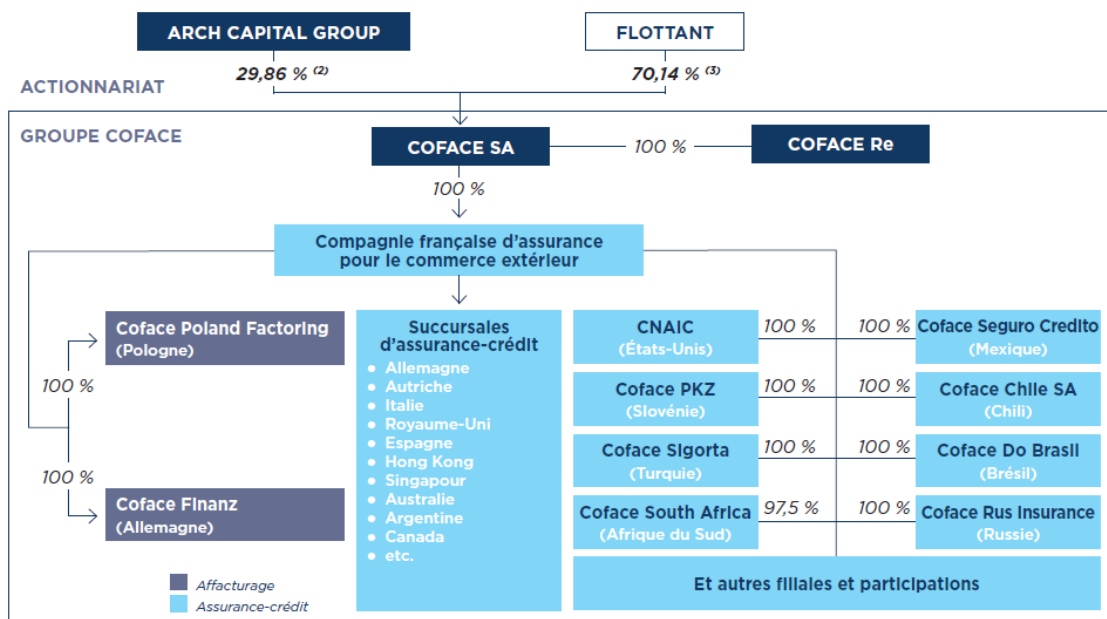 ARCH CAPITAL GROUP
FLOTTANT
29,86 % (2)
70,14 % (3)
ACTIONNARIAT
GROUPE COFACE
COFACE SA
100 %
COFACE Re
100 %
Compagnie française d’assurance
pour le commerce extérieur
Coface Poland Factoring
(Pologne)
100 %
100 %
Coface Finanz
(Allemagne)
Succursales
d’assurance-crédit
• Allemagne
• Autriche
• Italie
• Royaume-Uni
• Espagne
• Hong Kong
• Singapour
• Australie
• Argentine
• Canada
• etc.
CNAIC
(États-Unis)
100 %
100 %
Coface Seguro Credito
(Mexique)
Coface PKZ
(Slovénie)
100 %
100 %
Coface Chile SA
(Chili)
Coface Sigorta
(Turquie)
100 %
100 %
Coface Do Brasil
(Brésil)
Coface South Africa
(Afrique du Sud)
97,5 %
100 %
Coface Rus Insurance
(Russie)
Et autres filiales et participations
Affacturage
Assurance-crédit